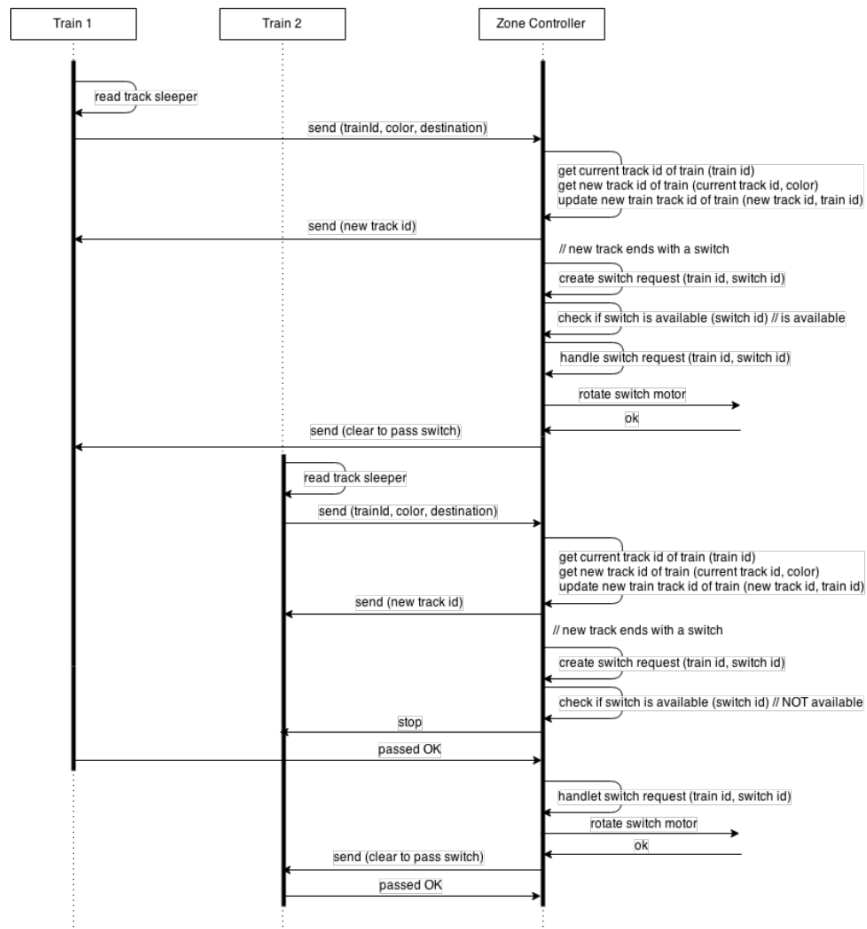 Train 1
Train 2
Zone Controller
read track sleeper
send (trainId, color, destination)
get current track id of train (train id)
get new track id of train (current track id, color)
update new train track id of train (new track id, train id)
send (new track id)
// new track ends with a switch
create switch request (train id, switch id)
check if switch is available (switch id) // is available
handle switch request (train id, switch id)
rotate switch motor
ok
send (clear to pass switch)
read track sleeper
send (trainId, color, destination)
get current track id of train (train id)
get new track id of train (current track id, color)
update new train track id of train (new track id, train id)
send (new track id)
// new track ends with a switch
create switch request (train id, switch id)
check if switch is available (switch id) // NOT available
stop
passed OK
handlet switch request (train id, switch id)
rotate switch motor
ok
send (clear to pass switch)
passed OK